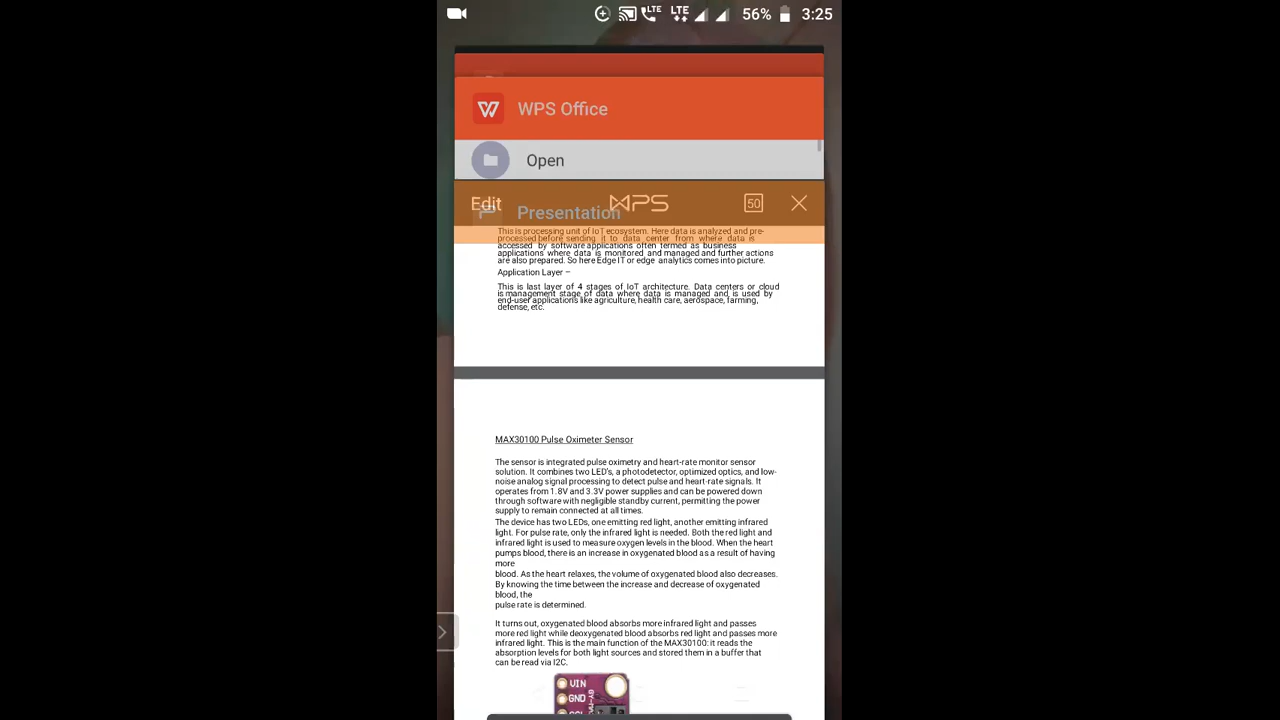 LTE LTE 56% 3:25
WPS Office
Open
Edit WPS 50
Presentation
This is processing unit of IoT ecosystem. Here data is analyzed and pre-
processed before sending it to data center from where data is
accessed by software applications often termed as business
applications where data is monitored and managed and further actions
are also prepared. So here Edge IT or edge analytics comes into picture.
Application Layer –
This is last layer of 4 stages of IoT architecture. Data centers or cloud
is management stage of data where data is managed and is used by
end-user applications like agriculture, health care, aerospace, farming,
defense, etc.
MAX30100 Pulse Oximeter Sensor
The sensor is integrated pulse oximetry and heart-rate monitor sensor
solution. It combines two LED's, a photodetector, optimized optics, and low-
noise analog signal processing to detect pulse and heart-rate signals. It
operates from 1.8V and 3.3V power supplies and can be powered down
through software with negligible standby current, permitting the power
supply to remain connected at all times.
The device has two LEDs, one emitting red light, another emitting infrared
light. For pulse rate, only the infrared light is needed. Both the red light and
infrared light is used to measure oxygen levels in the blood. When the heart
pumps blood, there is an increase in oxygenated blood as a result of having
more
blood. As the heart relaxes, the volume of oxygenated blood also decreases.
By knowing the time between the increase and decrease of oxygenated
blood, the
pulse rate is determined.
It turns out, oxygenated blood absorbs more infrared light and passes
more red light while deoxygenated blood absorbs red light and passes more
infrared light. This is the main function of the MAX30100: it reads the
absorption levels for both light sources and stored them in a buffer that
can be read via I2C.
VIN
GND